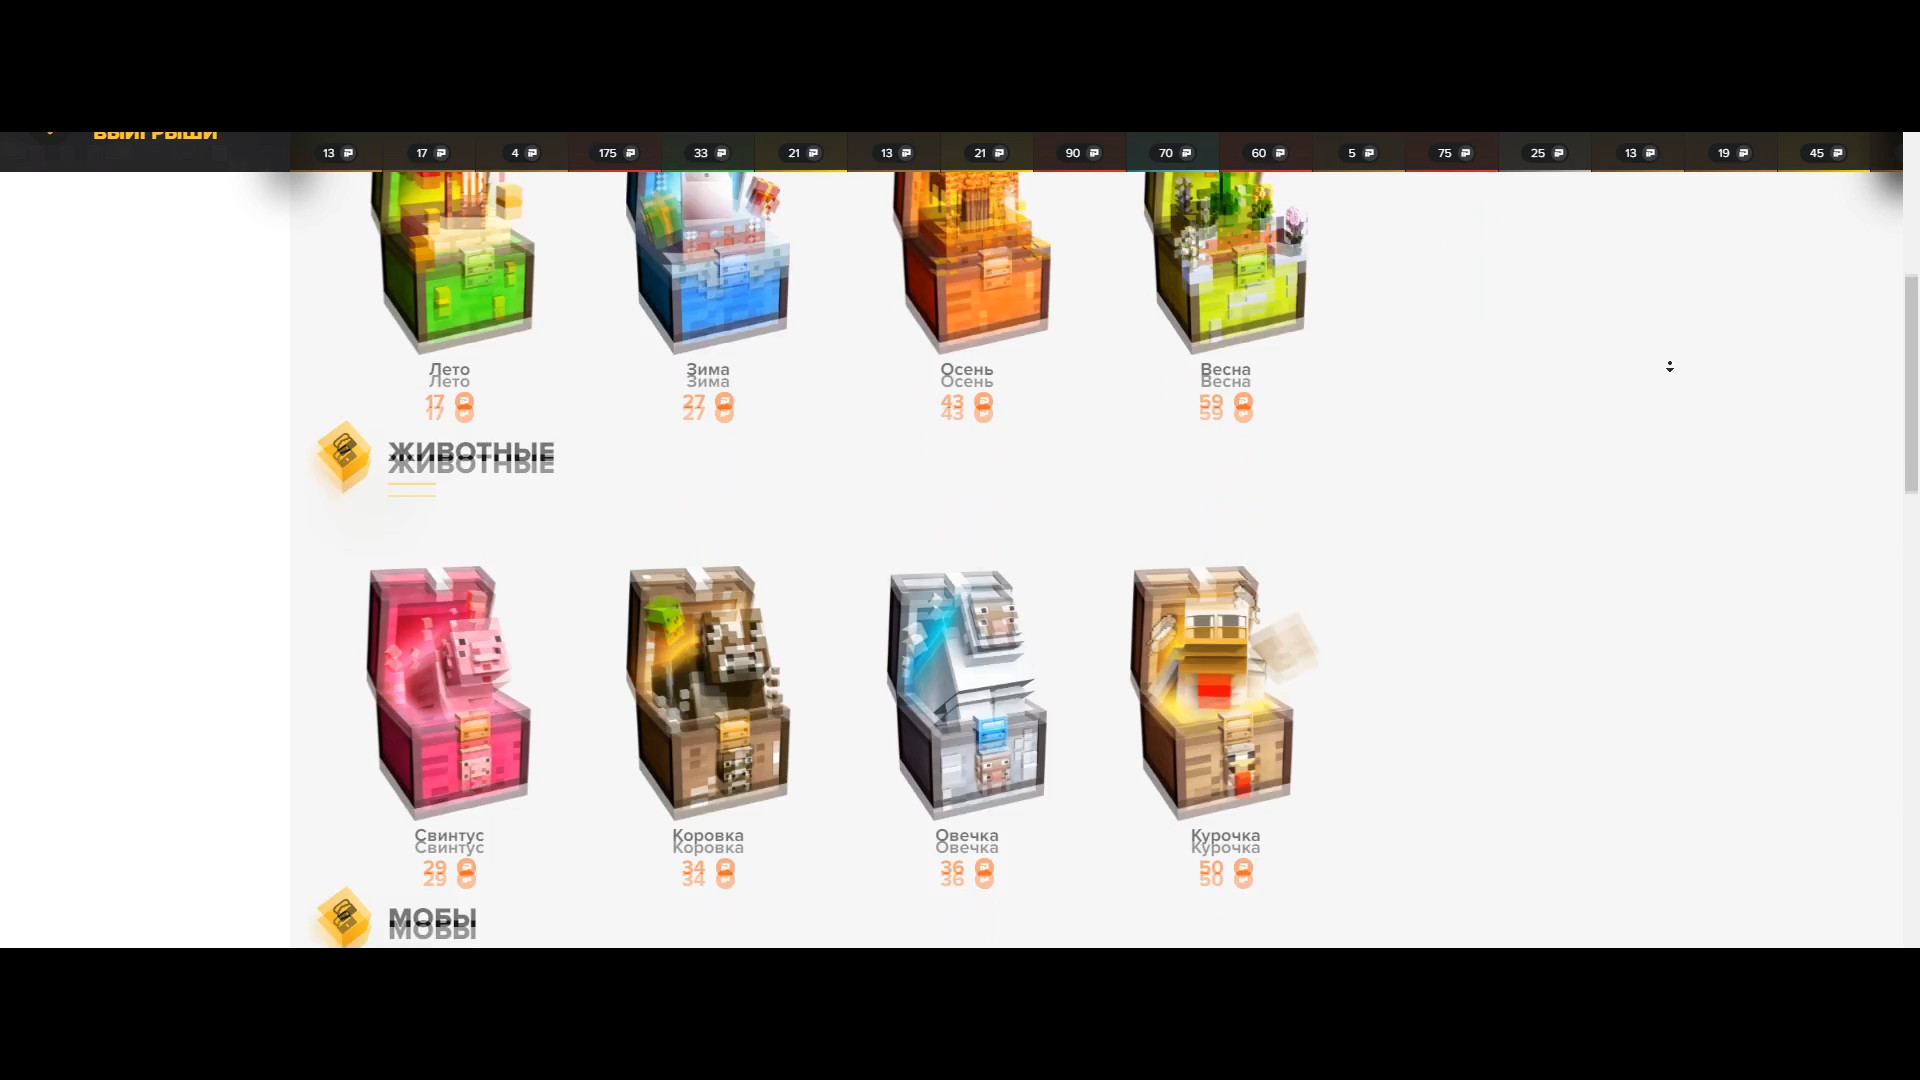 ВЫИГРЫШИ
13 17 4 175 33 21 13 21 90 70 60 5 75 25 13 19 45
Лето Зима Осень Весна
17 27 43 59
ЖИВОТНЫЕ
Свинтус Коровка Овечка Курочка
29 34 36 50
МОБЫ